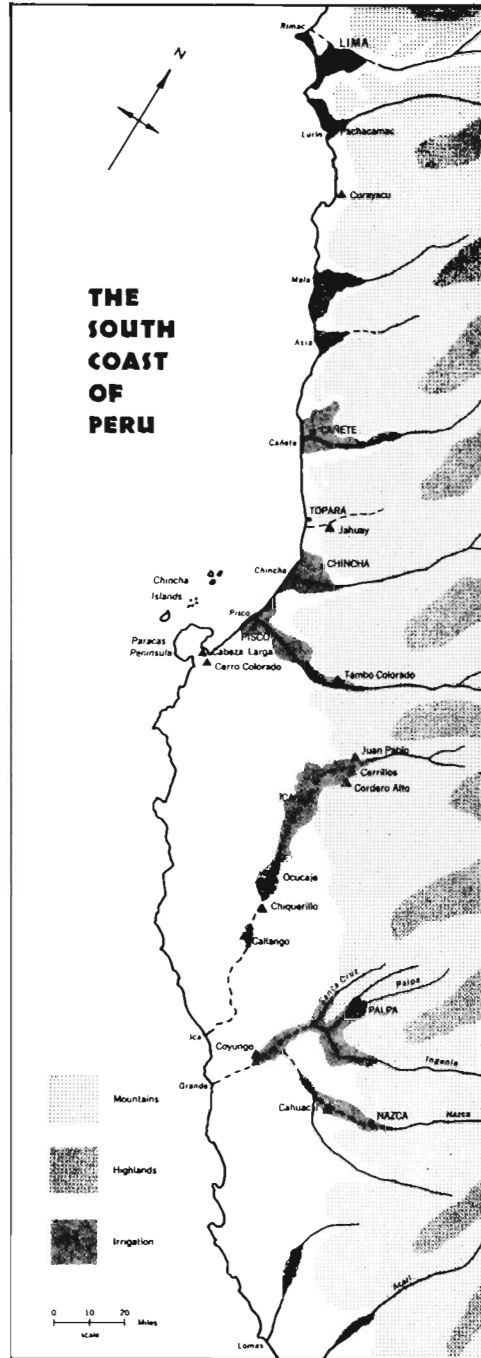 N
Rimac
LIMA
Pachacamac
Lurin
Curayacu
Mala
THE
SOUTH
COAST
OF
PERU
Asia
CAÑETE
Cañete
TOPARA
Jahuay
Chincha
CHINCHA
Chincha
Islands
Pisco
PISCO
Paracas
Peninsula
Cabeza Larga
Cerro Colorado
Tambo Colorado
Juan Pablo
Cerrillos
Cordero Alto
ICA
Ocucaje
Chiquerillo
Callango
Santa Cruz
Palpa
PALPA
Ica
Coyungo
Ingenio
Grande
Mountains
Cahuachi
NAZCA
Nazca
Highlands
Irrigation
Acari
0 10 20 Miles
scale
Lomas